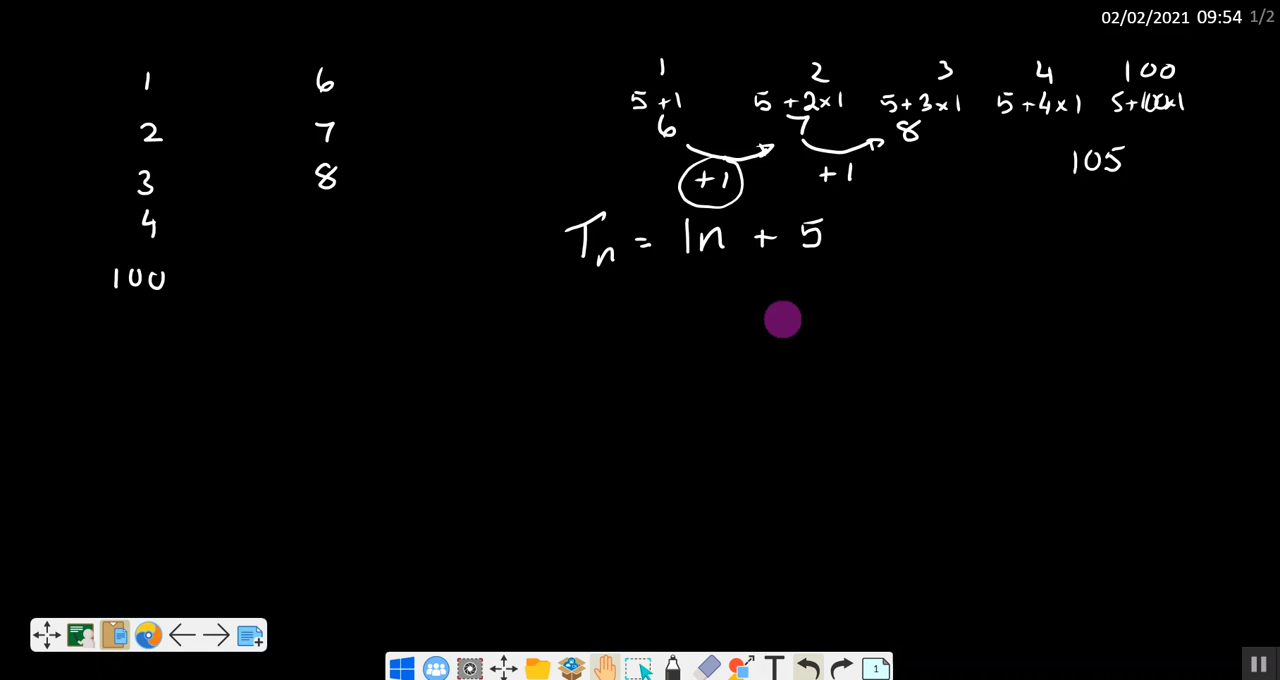 02/02/2021 09:54 1/2
1 6
2 7
3 8
4
100
1 2 3 4 100
5+1 5+2×1 5+3×1 5+4×1 5+100×1
6 7 8
+1 +1
105
Tn = 1n + 5
1